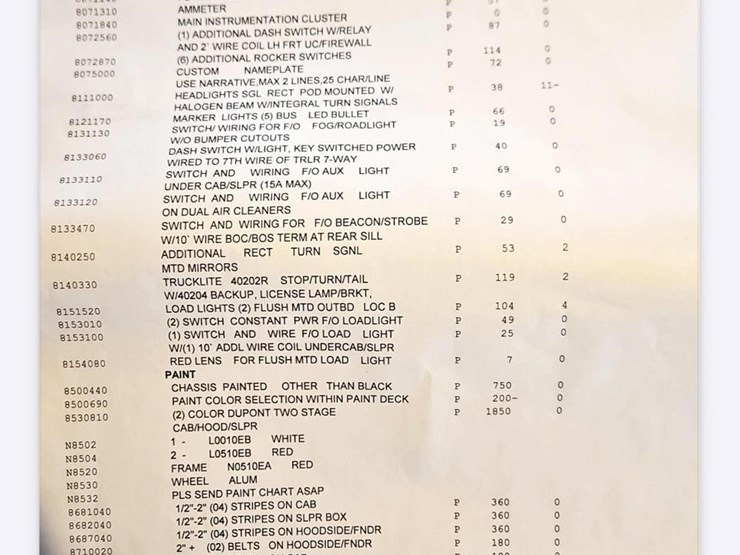 AMMETER
8071310 MAIN INSTRUMENTATION CLUSTER P 0 0
8071840 (1) ADDITIONAL DASH SWITCH W/RELAY P 87 0
8072560 AND 2' WIRE COIL LH FRT UC/FIREWALL
(6) ADDITIONAL ROCKER SWITCHES P 114 0
8072870 CUSTOM NAMEPLATE P 72 0
8075000 USE NARRATIVE,MAX 2 LINES,25 CHAR/LINE
HEADLIGHTS SGL RECT POD MOUNTED W/ P 38 11-
8111000 HALOGEN BEAM W/INTEGRAL TURN SIGNALS
MARKER LIGHTS (5) BUS LED BULLET P 66 0
8121170 SWITCH/ WIRING FOR F/O FOG/ROADLIGHT P 19 0
8131130 W/O BUMPER CUTOUTS
DASH SWITCH W/LIGHT, KEY SWITCHED POWER P 40 0
8133060 WIRED TO 7TH WIRE OF TRLR 7-WAY
SWITCH AND WIRING F/O AUX LIGHT P 69 0
8133110 UNDER CAB/SLPR (15A MAX)
SWITCH AND WIRING F/O AUX LIGHT P 69 0
8133120 ON DUAL AIR CLEANERS
SWITCH AND WIRING FOR F/O BEACON/STROBE P 29 0
8133470 W/10' WIRE BOC/BOS TERM AT REAR SILL
8140250 ADDITIONAL RECT TURN SGNL P 53 2
MTD MIRRORS
8140330 TRUCKLITE 40202R STOP/TURN/TAIL P 119 2
W/40204 BACKUP, LICENSE LAMP/BRKT,
8151520 LOAD LIGHTS (2) FLUSH MTD OUTBD LOC B P 104 4
8153010 (2) SWITCH CONSTANT PWR F/O LOADLIGHT P 49 0
8153100 (1) SWITCH AND WIRE F/O LOAD LIGHT P 25 0
W/(1) 10' ADDL WIRE COIL UNDERCAB/SLPR
8154080 RED LENS FOR FLUSH MTD LOAD LIGHT P 7 0
PAINT
8500440 CHASSIS PAINTED OTHER THAN BLACK P 750 0
8500690 PAINT COLOR SELECTION WITHIN PAINT DECK P 200- 0
8530810 (2) COLOR DUPONT TWO STAGE P 1850 0
CAB/HOOD/SLPR
N8502 1 - L0010EB WHITE
N8504 2 - L0510EB RED
N8520 FRAME N0510EA RED
N8530 WHEEL ALUM
N8532 PLS SEND PAINT CHART ASAP
8681040 1/2"-2" (04) STRIPES ON CAB P 360 0
8682040 1/2"-2" (04) STRIPES ON SLPR BOX P 360 0
8687040 1/2"-2" (04) STRIPES ON HOODSIDE/FNDR P 360 0
8710020 2" + (02) BELTS ON HOODSIDE/FNDR P 180 0